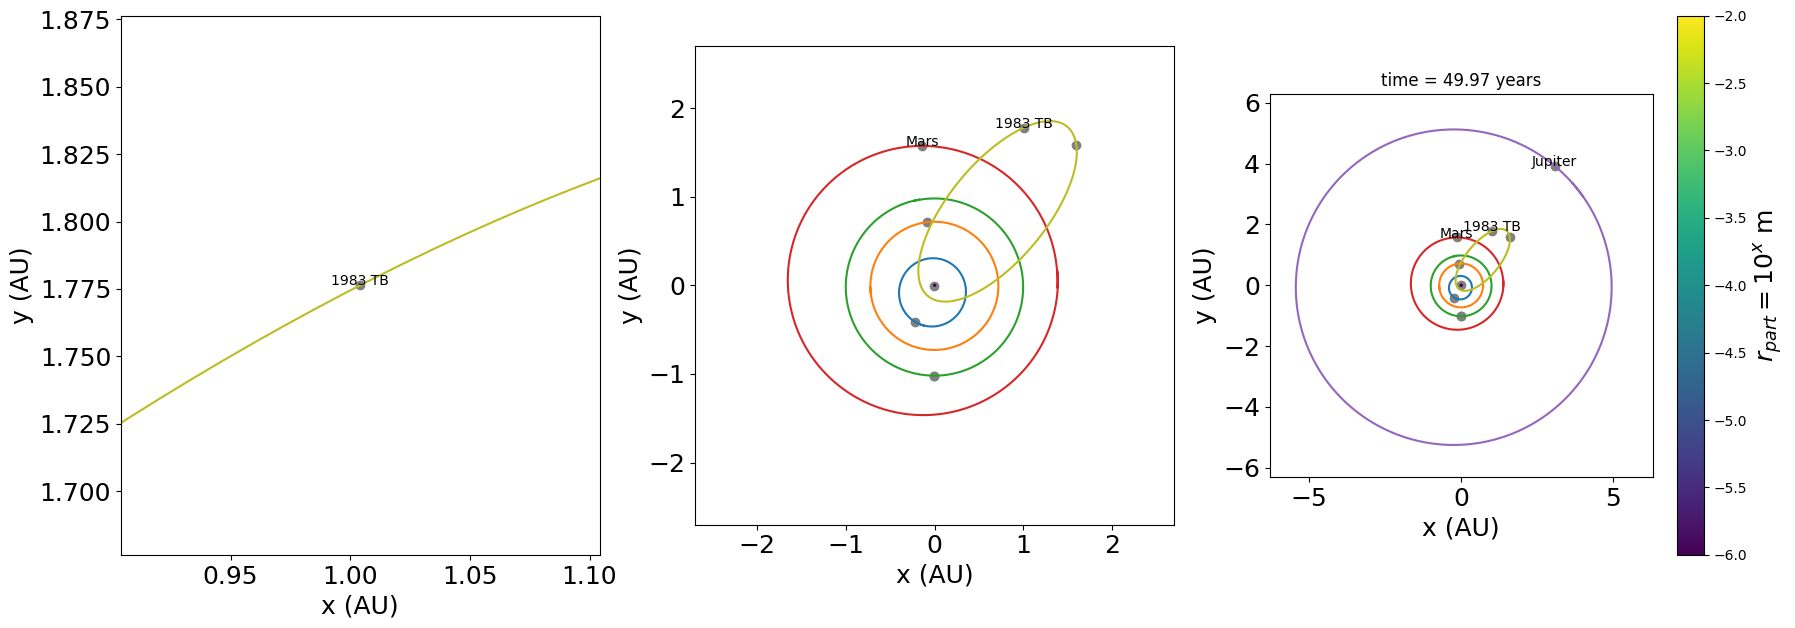 1.875
1.850
1.825
1.800
1.775
1.750
1.725
1.700
y (AU)
1983 TB
0.95
1.00
1.05
1.10
x (AU)
2
1
0
−1
−2
y (AU)
1983 TB
Mars
−2
−1
0
1
2
x (AU)
time = 49.97 years
6
4
2
0
−2
−4
−6
y (AU)
Jupiter
1983 TB
Mars
−5
0
5
x (AU)
−2.0
−2.5
−3.0
−3.5
−4.0
−4.5
−5.0
−5.5
−6.0
r_{part} = 10^x m